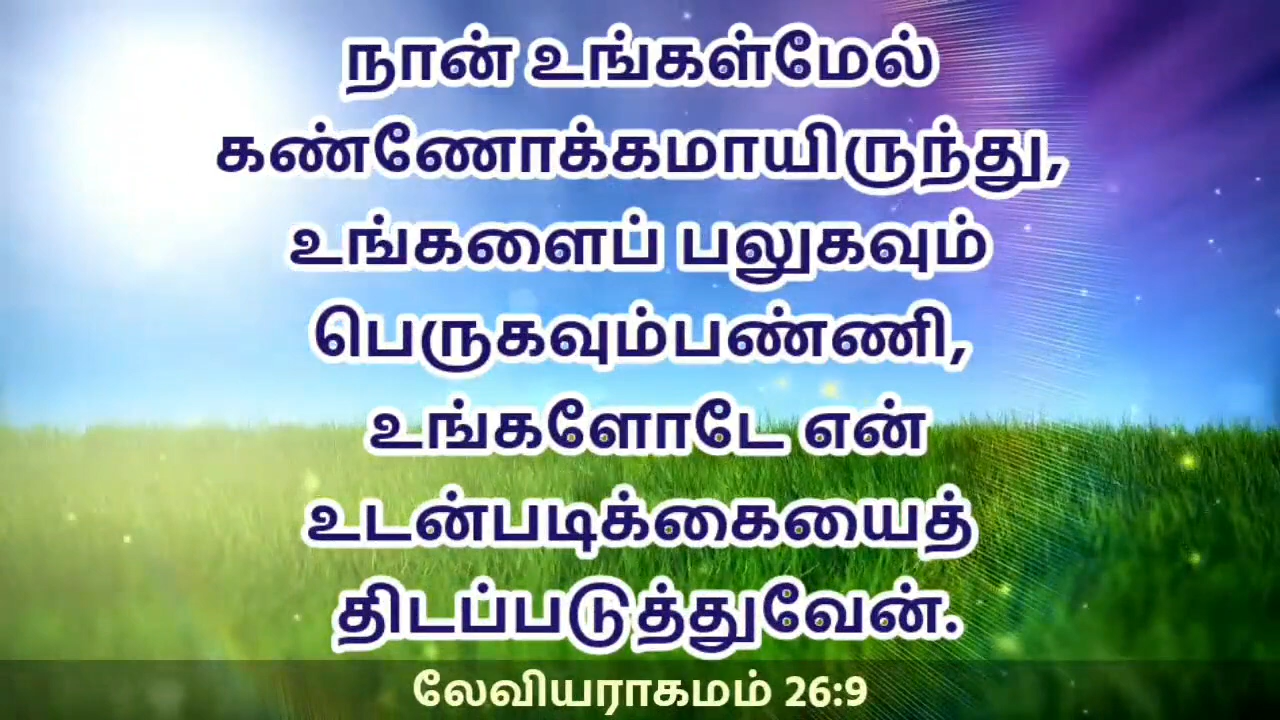 நான் உங்கள்மேல்
கண்ணோக்கமாயிருந்து,
உங்களைப் பலுகவும்
பெருகவும்பண்ணி,
உங்களோடே என்
உடன்படிக்கையைத்
திடப்படுத்துவேன்.
லேவியராகமம் 26:9